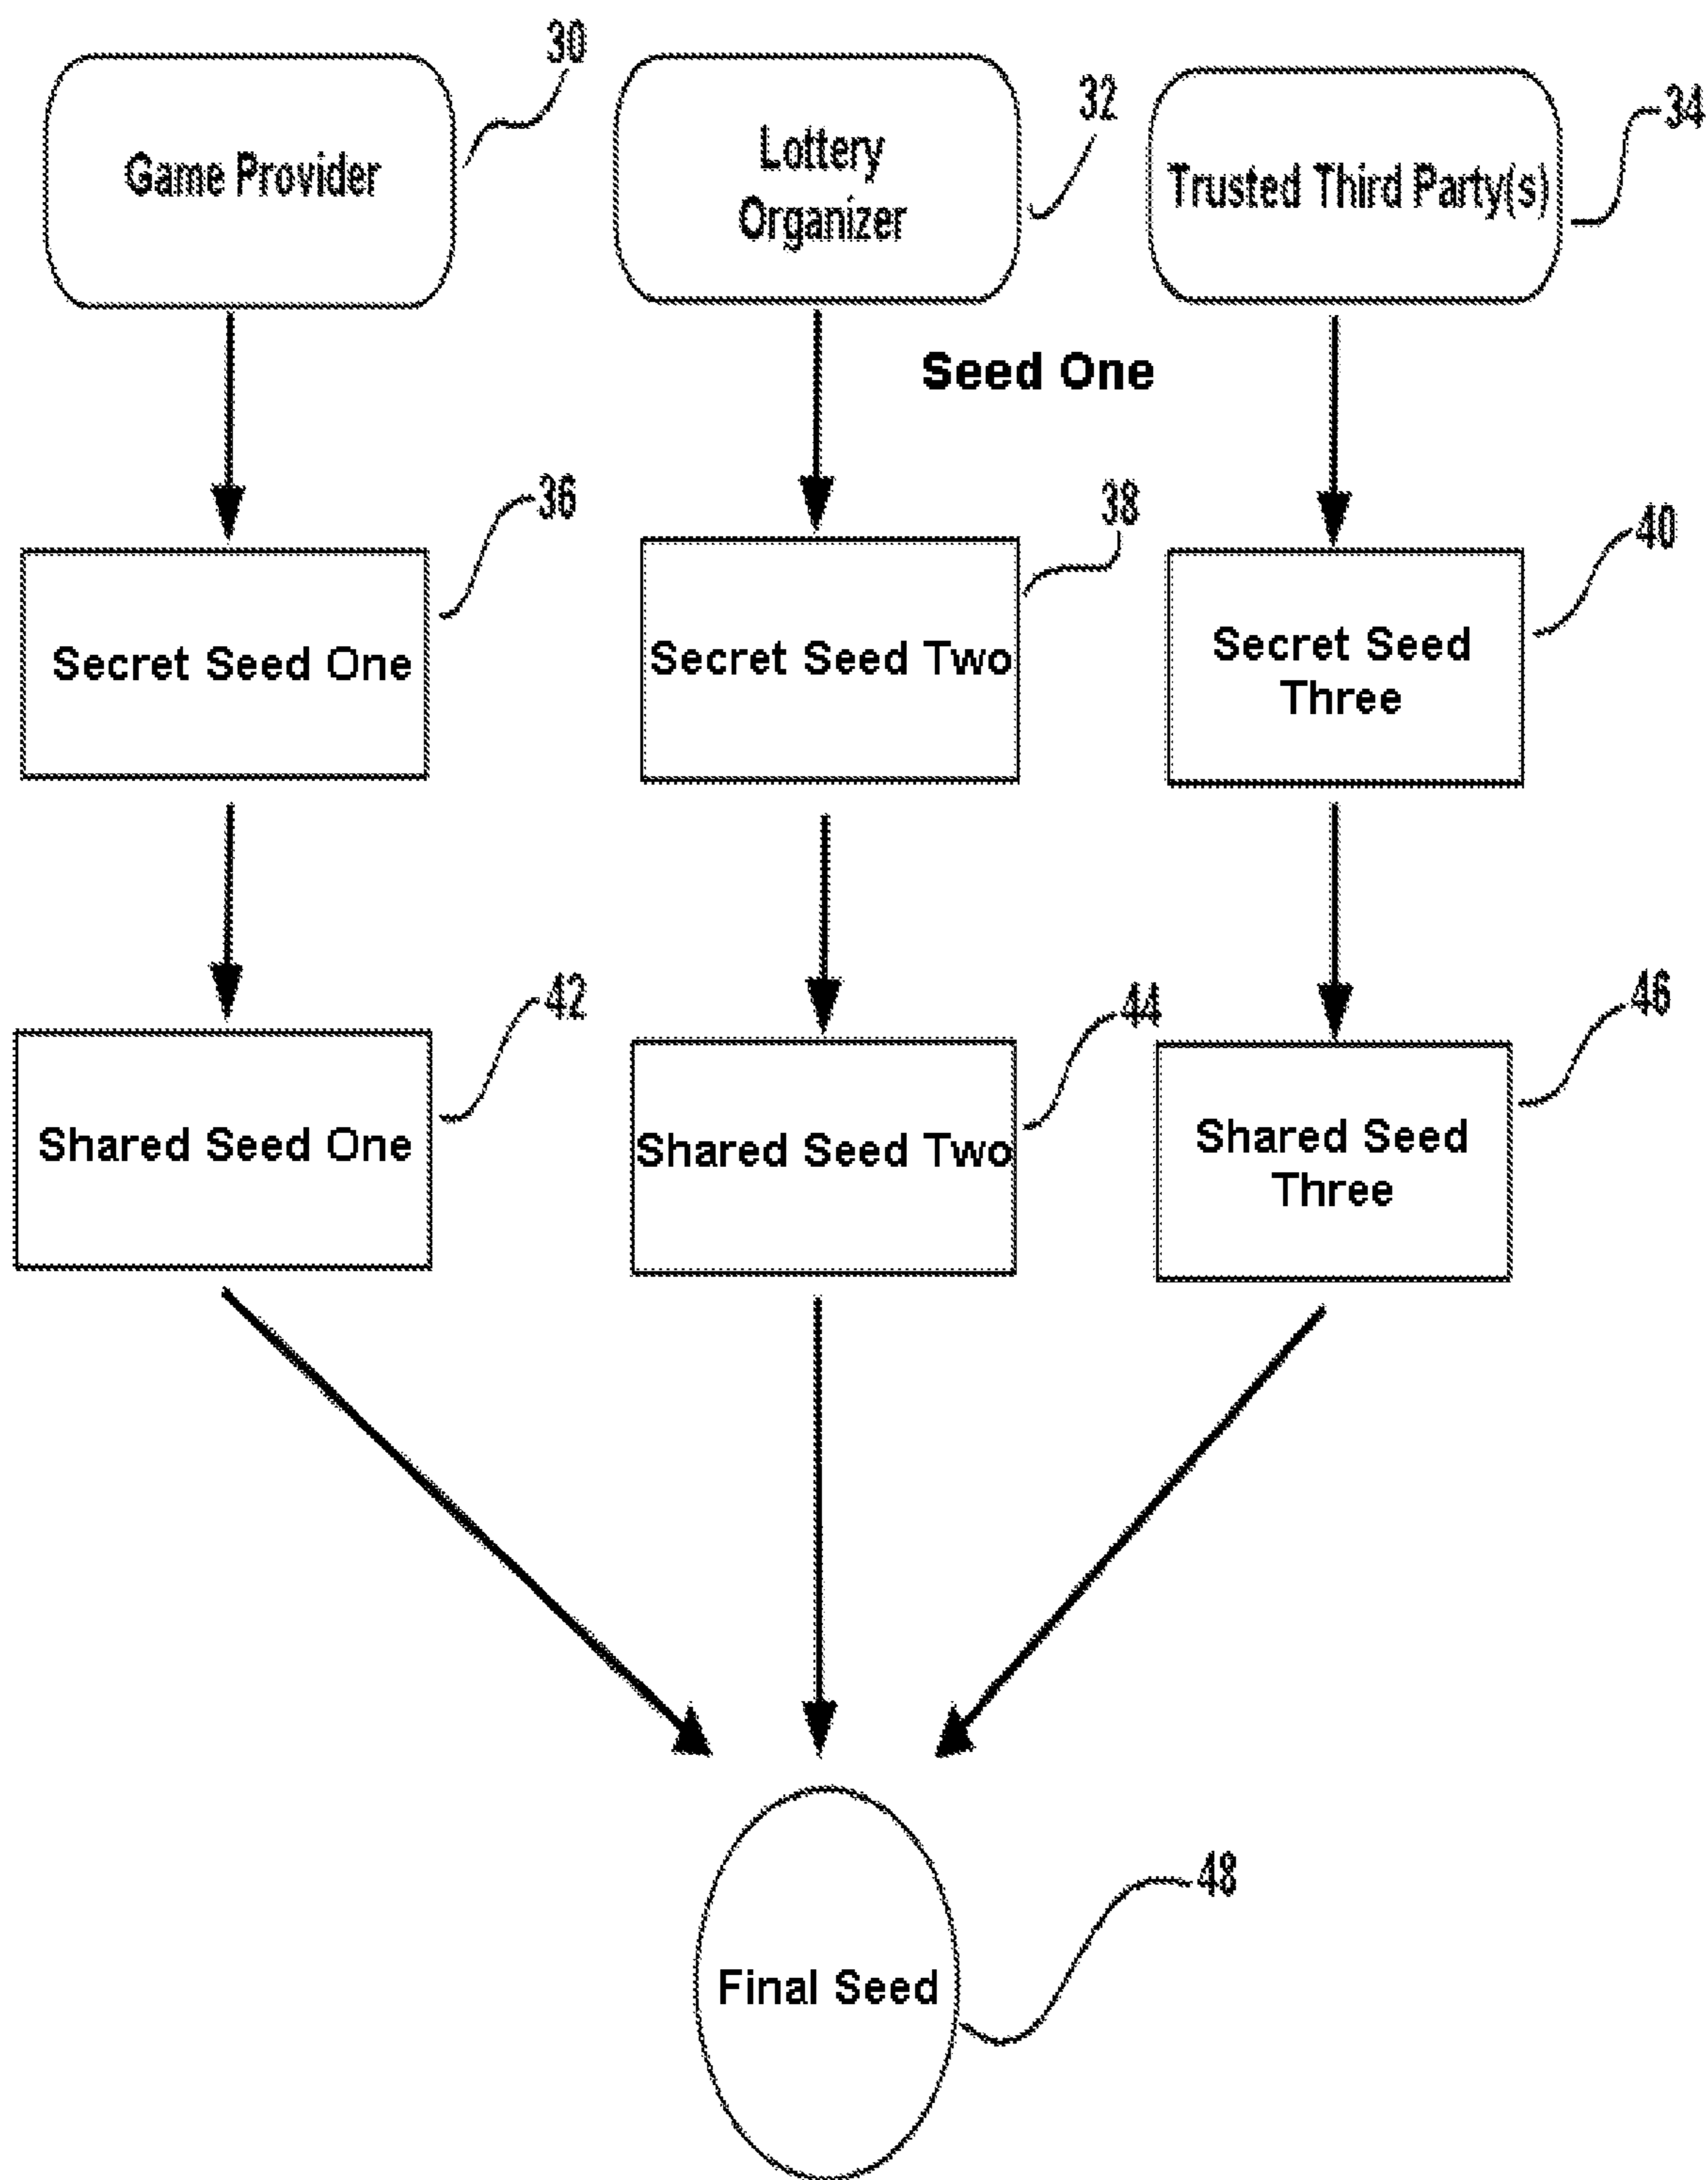 30
32
34
Game Provider
Lottery
Organizer
Trusted Third Party(s)
Seed One
36
38
40
Secret Seed One
Secret Seed Two
Secret Seed
Three
42
44
46
Shared Seed One
Shared Seed Two
Shared Seed
Three
48
Final Seed